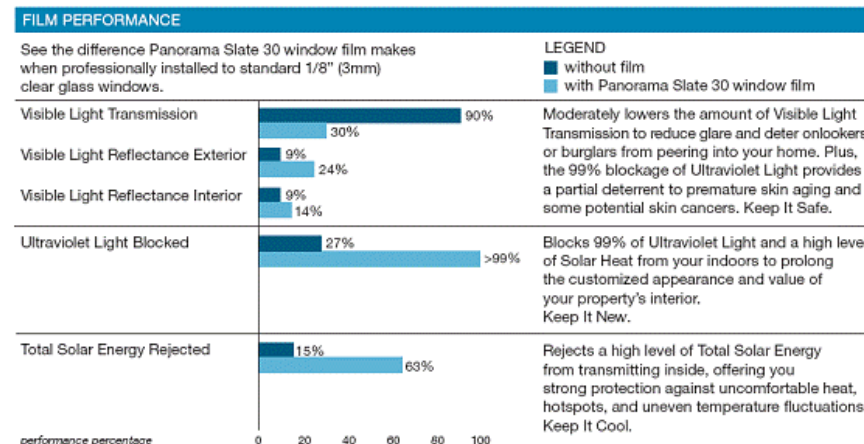 FILM PERFORMANCE
See the difference Panorama Slate 30 window film makes
when professionally installed to standard 1/8" (3mm)
clear glass windows.
LEGEND
without film
with Panorama Slate 30 window film
Visible Light Transmission
90%
30%
Visible Light Reflectance Exterior
9%
24%
Visible Light Reflectance Interior
9%
14%
Moderately lowers the amount of Visible Light
Transmission to reduce glare and deter onlookers
or burglars from peering into your home. Plus,
the 99% blockage of Ultraviolet Light provides
a partial deterrent to premature skin aging and
some potential skin cancers. Keep It Safe.
Ultraviolet Light Blocked
27%
>99%
Blocks 99% of Ultraviolet Light and a high leve
of Solar Heat from your indoors to prolong
the customized appearance and value of
your property's interior.
Keep It New.
Total Solar Energy Rejected
15%
63%
Rejects a high level of Total Solar Energy
from transmitting inside, offering you
strong protection against uncomfortable heat,
hotspots, and uneven temperature fluctuations
Keep It Cool.
performance percentage
0 20 40 60 80 100